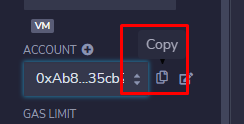 VM
Copy
ACCOUNT
0xAb8...35cb
GAS LIMIT